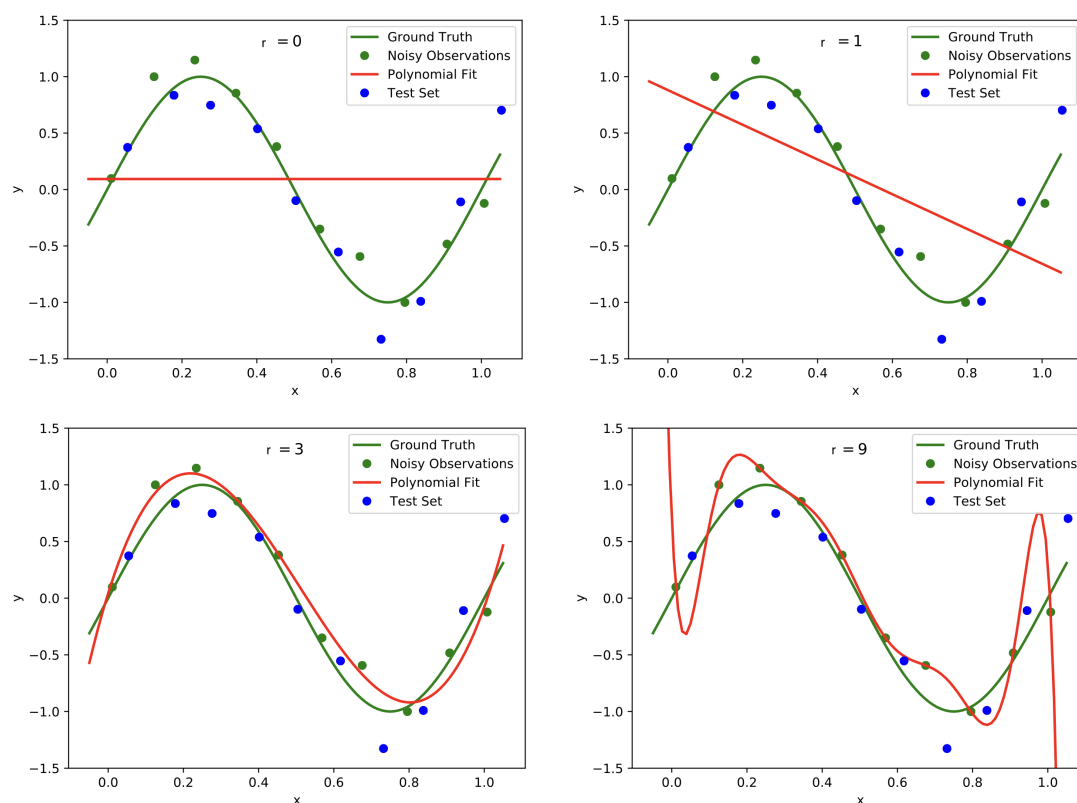 r = 0
Ground Truth
Noisy Observations
Polynomial Fit
Test Set
1.5
1.0
0.5
0.0
−0.5
−1.0
−1.5
y
0.0 0.2 0.4 0.6 0.8 1.0
x
r = 1
Ground Truth
Noisy Observations
Polynomial Fit
Test Set
1.5
1.0
0.5
0.0
−0.5
−1.0
−1.5
y
0.0 0.2 0.4 0.6 0.8 1.0
x
r = 3
Ground Truth
Noisy Observations
Polynomial Fit
Test Set
1.5
1.0
0.5
0.0
−0.5
−1.0
−1.5
y
0.0 0.2 0.4 0.6 0.8 1.0
x
r = 9
Ground Truth
Noisy Observations
Polynomial Fit
Test Set
1.5
1.0
0.5
0.0
−0.5
−1.0
−1.5
y
0.0 0.2 0.4 0.6 0.8 1.0
x